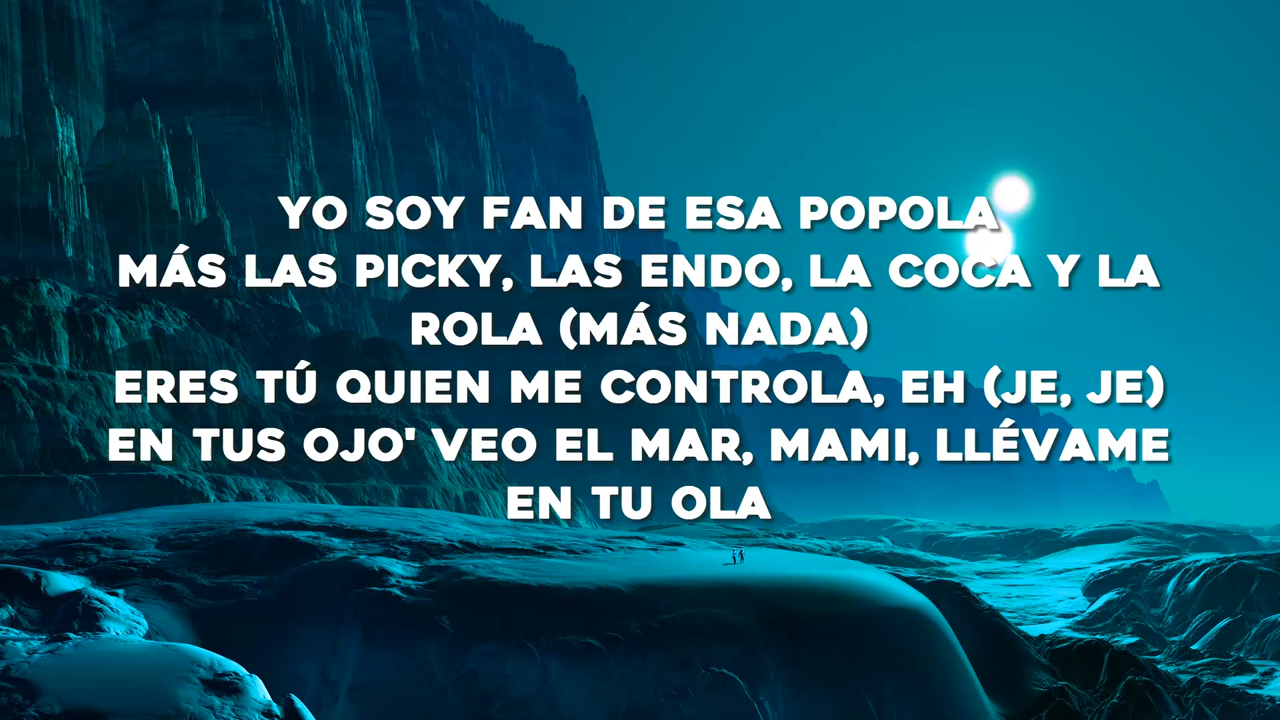 YO SOY FAN DE ESA POPOLA
MÁS LAS PICKY, LAS ENDO, LA COCA Y LA
ROLA (MÁS NADA)
ERES TÚ QUIEN ME CONTROLA, EH (JE, JE)
EN TUS OJO' VEO EL MAR, MAMI, LLÉVAME
EN TU OLA